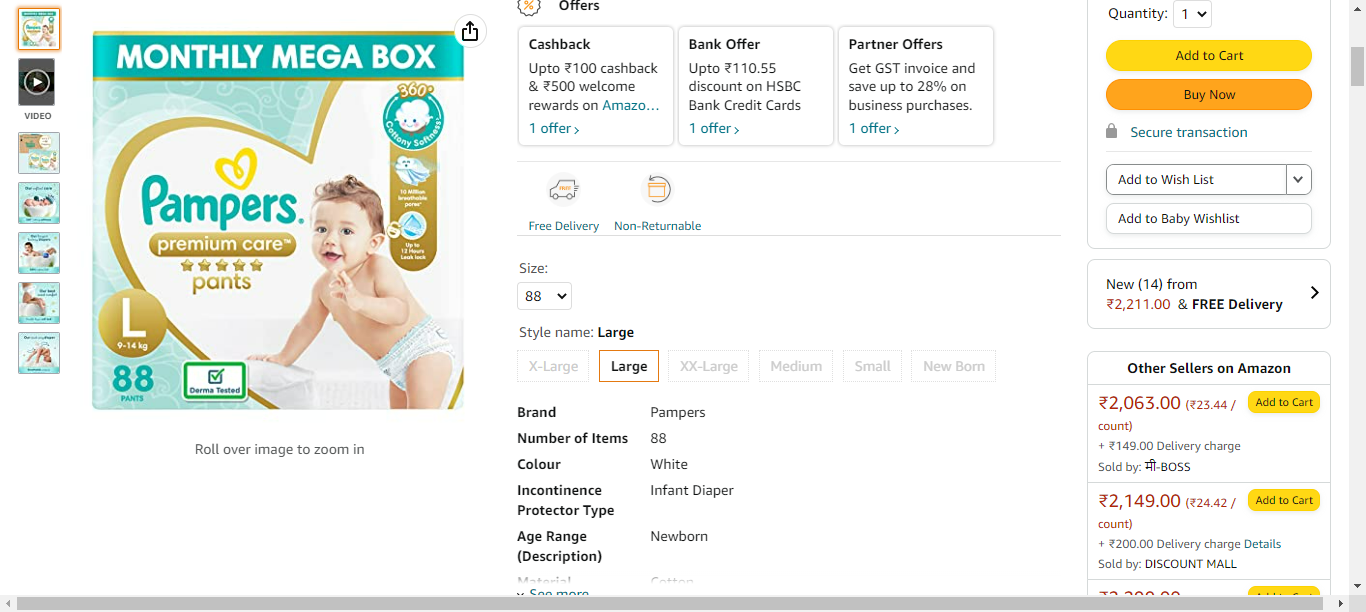 VIDEO
MONTHLY MEGA BOX
360°
Cottony Softness
10 Million
breathable
pores
Up to
12 Hours
Leak lock
Pampers.
premium care™
pants
L
9-14 kg
88
PANTS
Derma Tested
Roll over image to zoom in
Offers
Cashback
Upto ₹100 cashback
& ₹500 welcome
rewards on Amazo…
1 offer ›
Bank Offer
Upto ₹110.55
discount on HSBC
Bank Credit Cards
1 offer ›
Partner Offers
Get GST invoice and
save up to 28% on
business purchases.
1 offer ›
FREE
Free Delivery
Non-Returnable
Size:
88
Style name: Large
X-Large
Large
XX-Large
Medium
Small
New Born
Brand Pampers
Number of Items 88
Colour White
Incontinence Infant Diaper
Protector Type
Age Range Newborn
(Description)
Material Cotton
See more
Quantity: 1
Add to Cart
Buy Now
Secure transaction
Add to Wish List
Add to Baby Wishlist
New (14) from
₹2,211.00 & FREE Delivery
Other Sellers on Amazon
₹2,063.00 (₹23.44 / Add to Cart
count)
+ ₹149.00 Delivery charge
Sold by: मी-BOSS
₹2,149.00 (₹24.42 / Add to Cart
count)
+ ₹200.00 Delivery charge Details
Sold by: DISCOUNT MALL